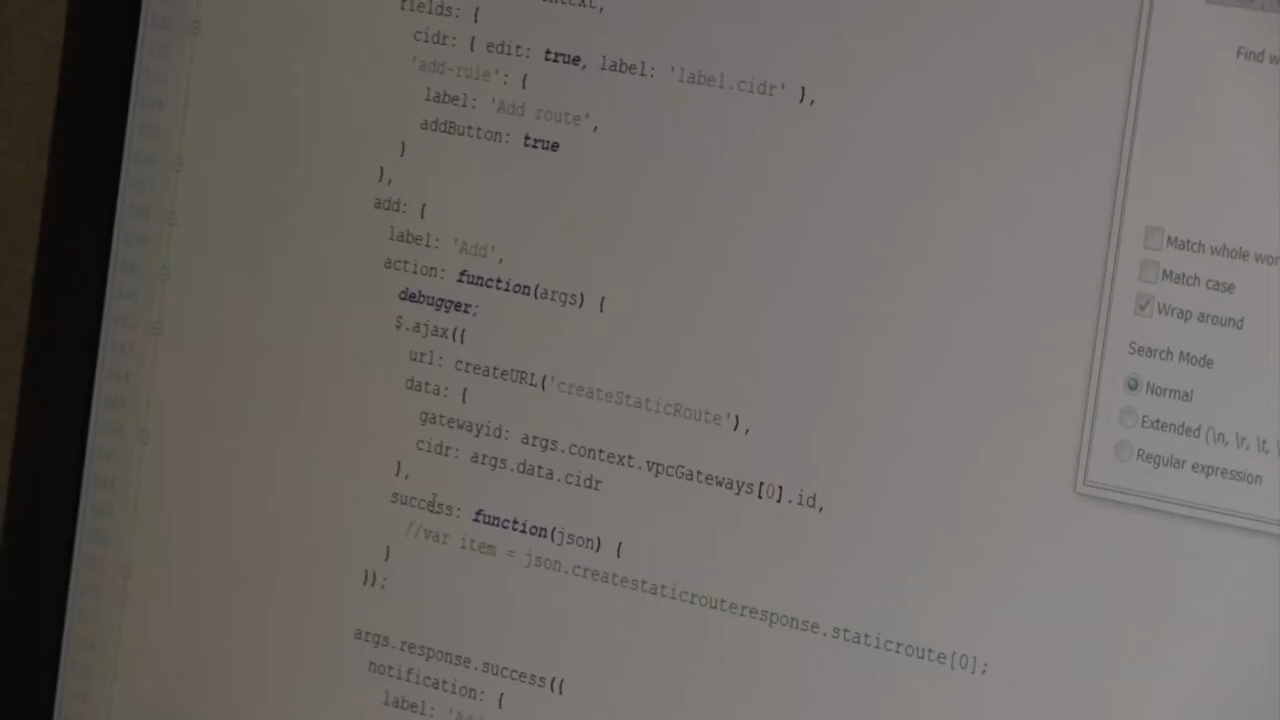 fields: {
cidr: { edit: true, label: 'label.cidr' },
'add-rule': {
label: 'Add route',
addButton: true
}
},
add: {
label: 'Add',
action: function(args) {
debugger;
$.ajax({
url: createURL('createStaticRoute'),
data: {
gatewayid: args.context.vpcGateways[0].id,
cidr: args.data.cidr
},
success: function(json) {
//var item = json.createstaticrouteresponse.staticroute[0];
}
});
args.response.success({
notification: {
label:
Find
Match whole
Match case
Wrap around
Search Mode
Normal
Extended (\n, \r, \t,
Regular expression